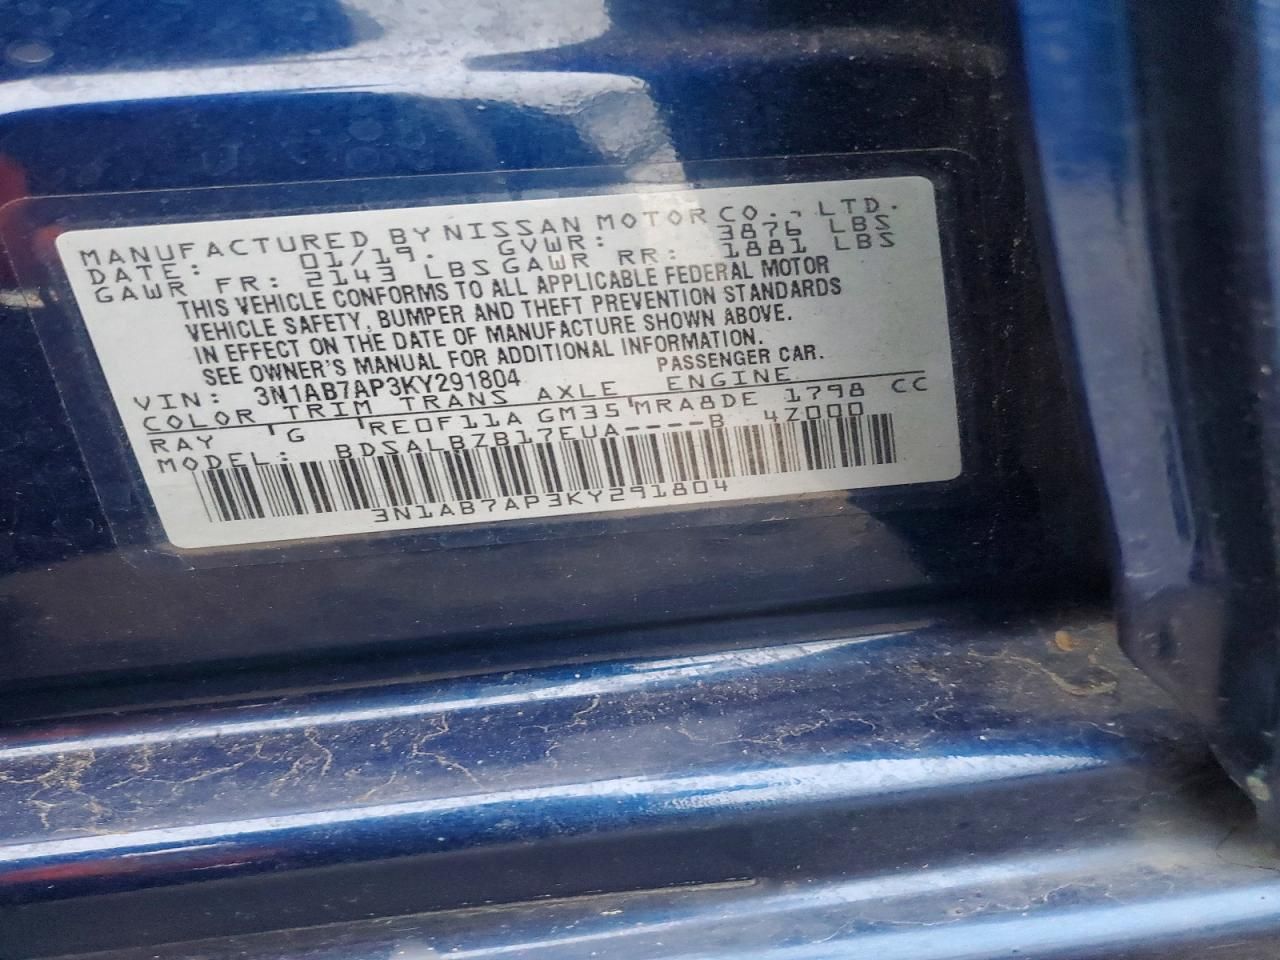 MANUFACTURED BY NISSAN MOTOR CO., LTD.
DATE: 01/19. GVWR: 3876 LBS
GAWR FR: 2143 LBS GAWR RR: 1881 LBS
THIS VEHICLE CONFORMS TO ALL APPLICABLE FEDERAL MOTOR
VEHICLE SAFETY, BUMPER AND THEFT PREVENTION STANDARDS
IN EFFECT ON THE DATE OF MANUFACTURE SHOWN ABOVE.
SEE OWNER'S MANUAL FOR ADDITIONAL INFORMATION.
VIN: 3N1AB7AP3KY291804 PASSENGER CAR.
COLOR TRIM TRANS AXLE ENGINE
RAY G RE0F11A GM35 MRA8DE 1798 CC
MODEL: BDSALBZB17EUA----B 4Z000
3N1AB7AP3KY291804